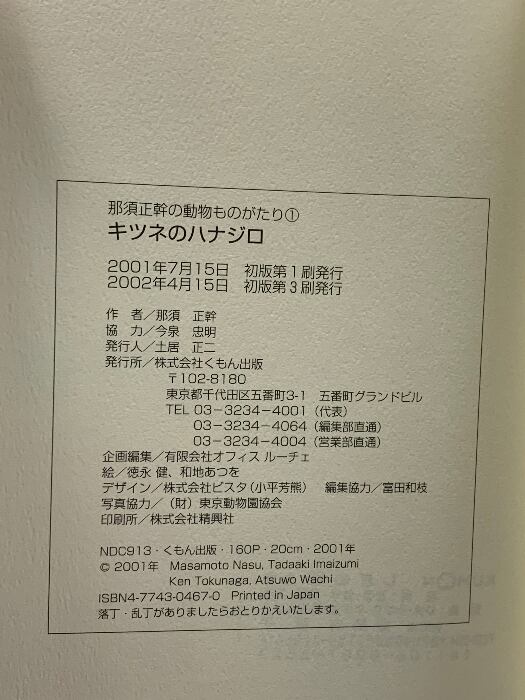 那須正幹の動物ものがたり①
キツネのハナジロ
2001年7月15日　初版第1刷発行
2002年4月15日　初版第3刷発行
作　者／那須　正幹
協　力／今泉　忠明
発行人／土居　正二
発行所／株式会社くもん出版
〒102-8180
東京都千代田区五番町3-1　五番町グランドビル
TEL 03－3234－4001（代表）
03－3234－4064（編集部直通）
03－3234－4004（営業部直通）
企画編集／有限会社オフィス ルーチェ
絵／徳永 健、和地あつを
デザイン／株式会社ビスタ（小平芳熊）　編集協力／富田和枝
写真協力／（財）東京動物園協会
印刷所／株式会社精興社
NDC913・くもん出版・160P・20cm・2001年
© 2001年　Masamoto Nasu, Tadaaki Imaizumi
Ken Tokunaga, Atsuwo Wachi
ISBN4-7743-0467-0　Printed in Japan
落丁・乱丁がありましたらおとりかえいたします。